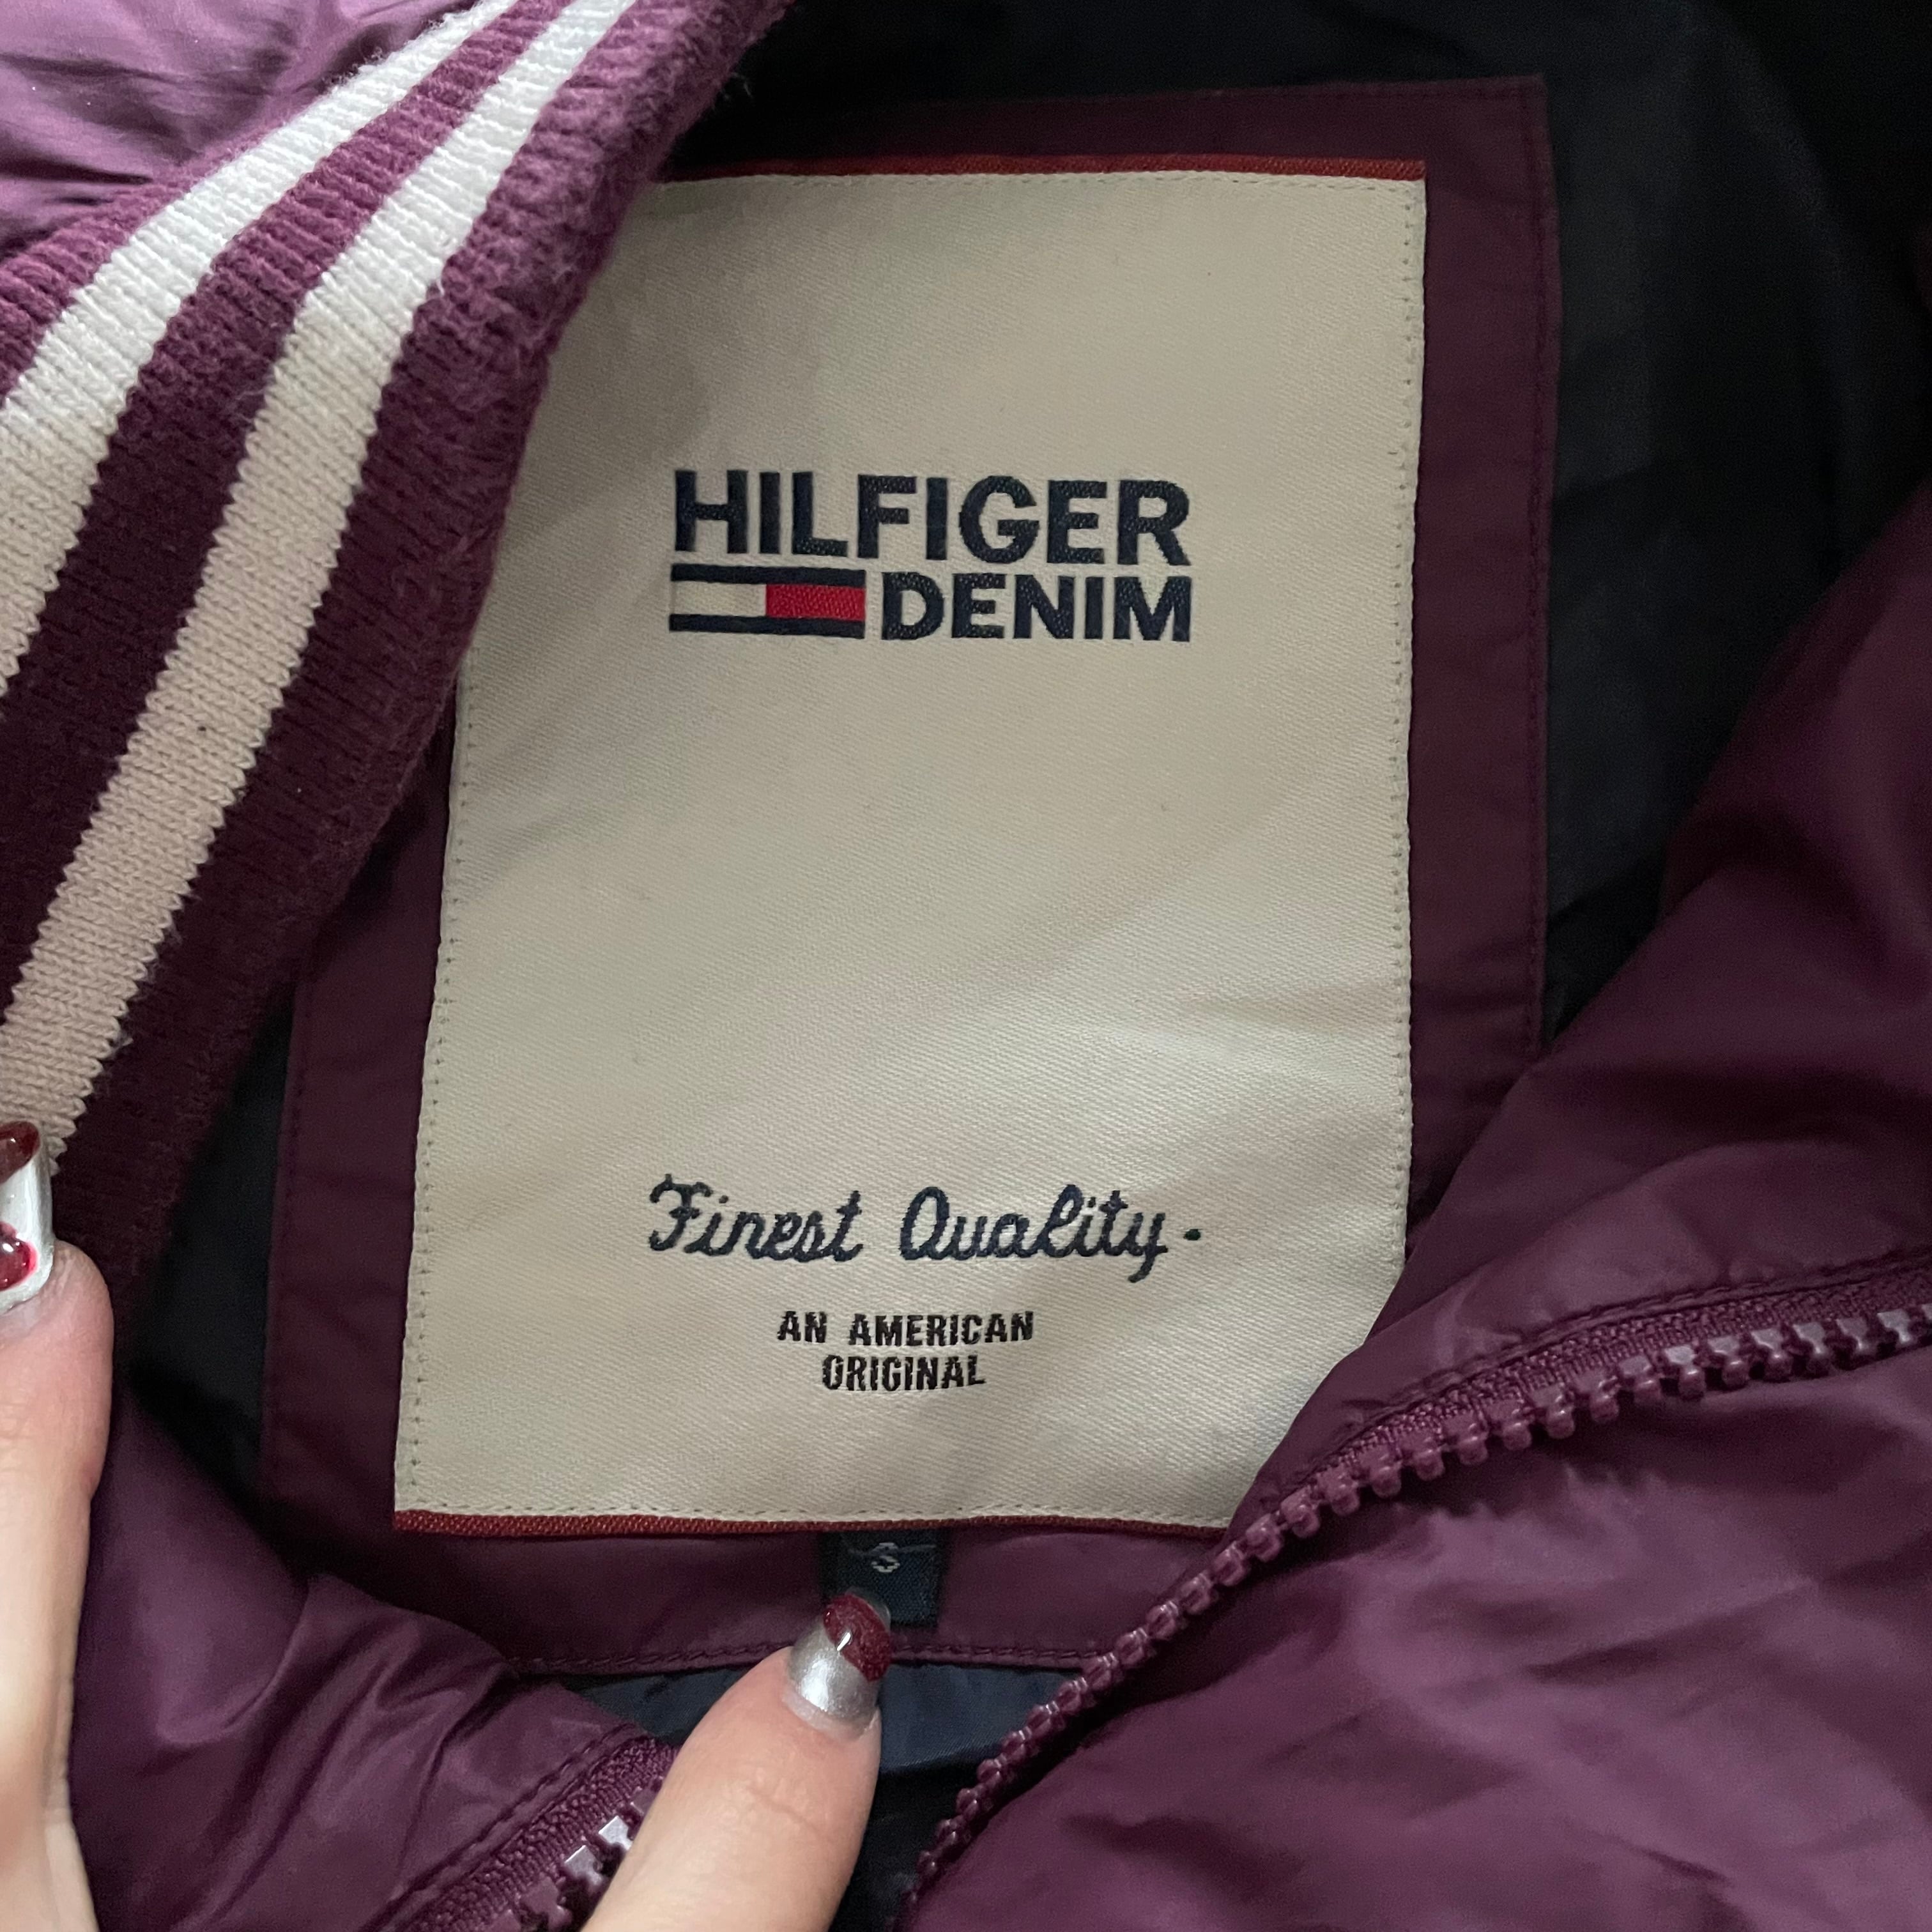 HILFIGER
DENIM
Finest Quality.
AN AMERICAN
ORIGINAL
S